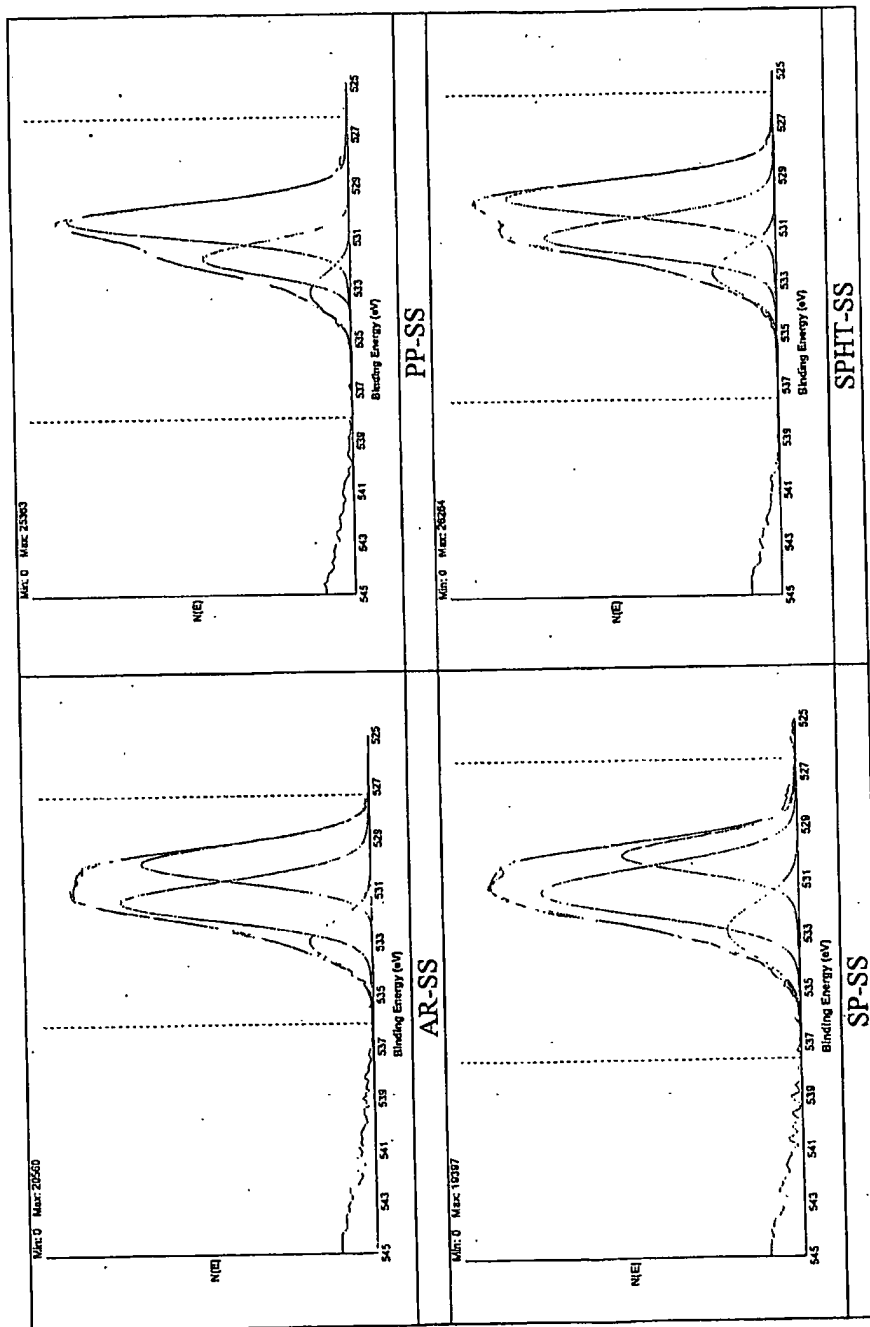 Min: 0 Max: 25363
N(E)
545 543 541 539 537 535 533 531 529 527 525
Binding Energy (eV)
PP-SS
Min: 0 Max: 26264
N(E)
545 543 541 539 537 535 533 531 529 527 525
Binding Energy (eV)
SPHT-SS
Min: 0 Max: 20560
N(E)
545 543 541 539 537 535 533 531 529 527 525
Binding Energy (eV)
AR-SS
Min: 0 Max: 19397
N(E)
545 543 541 539 537 535 533 531 529 527 525
Binding Energy (eV)
SP-SS